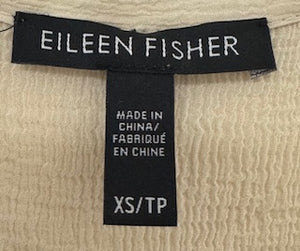 EILEEN FISHER
MADE IN
CHINA/
FABRIQUÉ
EN CHINE
XS/TP